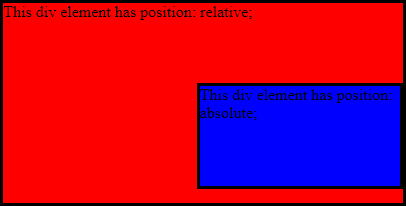 This div element has position: relative;
This div element has position:
absolute;